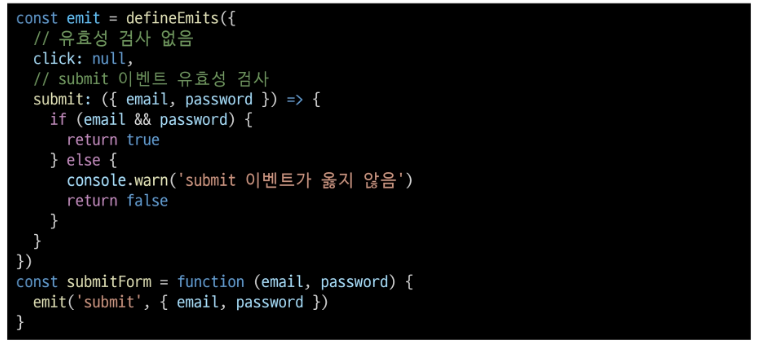 const emit = defineEmits({
  // 유효성 검사 없음
  click: null,
  // submit 이벤트 유효성 검사
  submit: ({ email, password }) => {
    if (email && password) {
      return true
    } else {
      console.warn('submit 이벤트가 옳지 않음')
      return false
    }
  }
})
const submitForm = function (email, password) {
  emit('submit', { email, password })
}